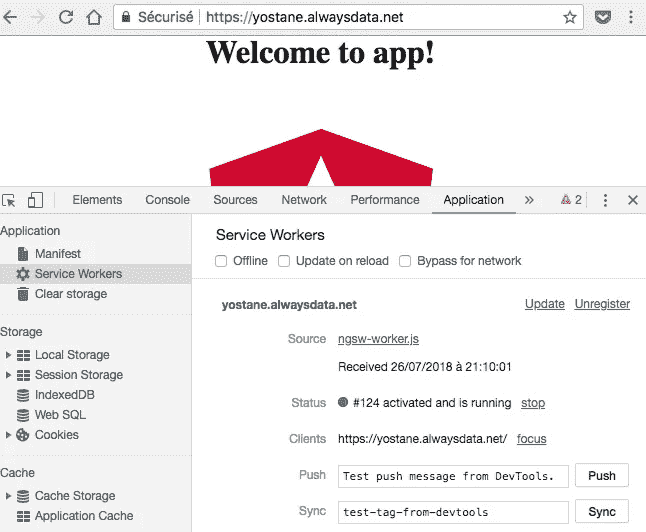 Sécurisé https://yostane.alwaysdata.net
Welcome to app!
Elements Console Sources Network Performance Application » 2
Application
Manifest
Service Workers
Clear storage
Storage
Local Storage
Session Storage
IndexedDB
Web SQL
Cookies
Cache
Cache Storage
Application Cache
Service Workers
Offline Update on reload Bypass for network
yostane.alwaysdata.net Update Unregister
Source ngsw-worker.js
Received 26/07/2018 à 21:10:01
Status #124 activated and is running stop
Clients https://yostane.alwaysdata.net/ focus
Push Test push message from DevTools. Push
Sync test-tag-from-devtools Sync